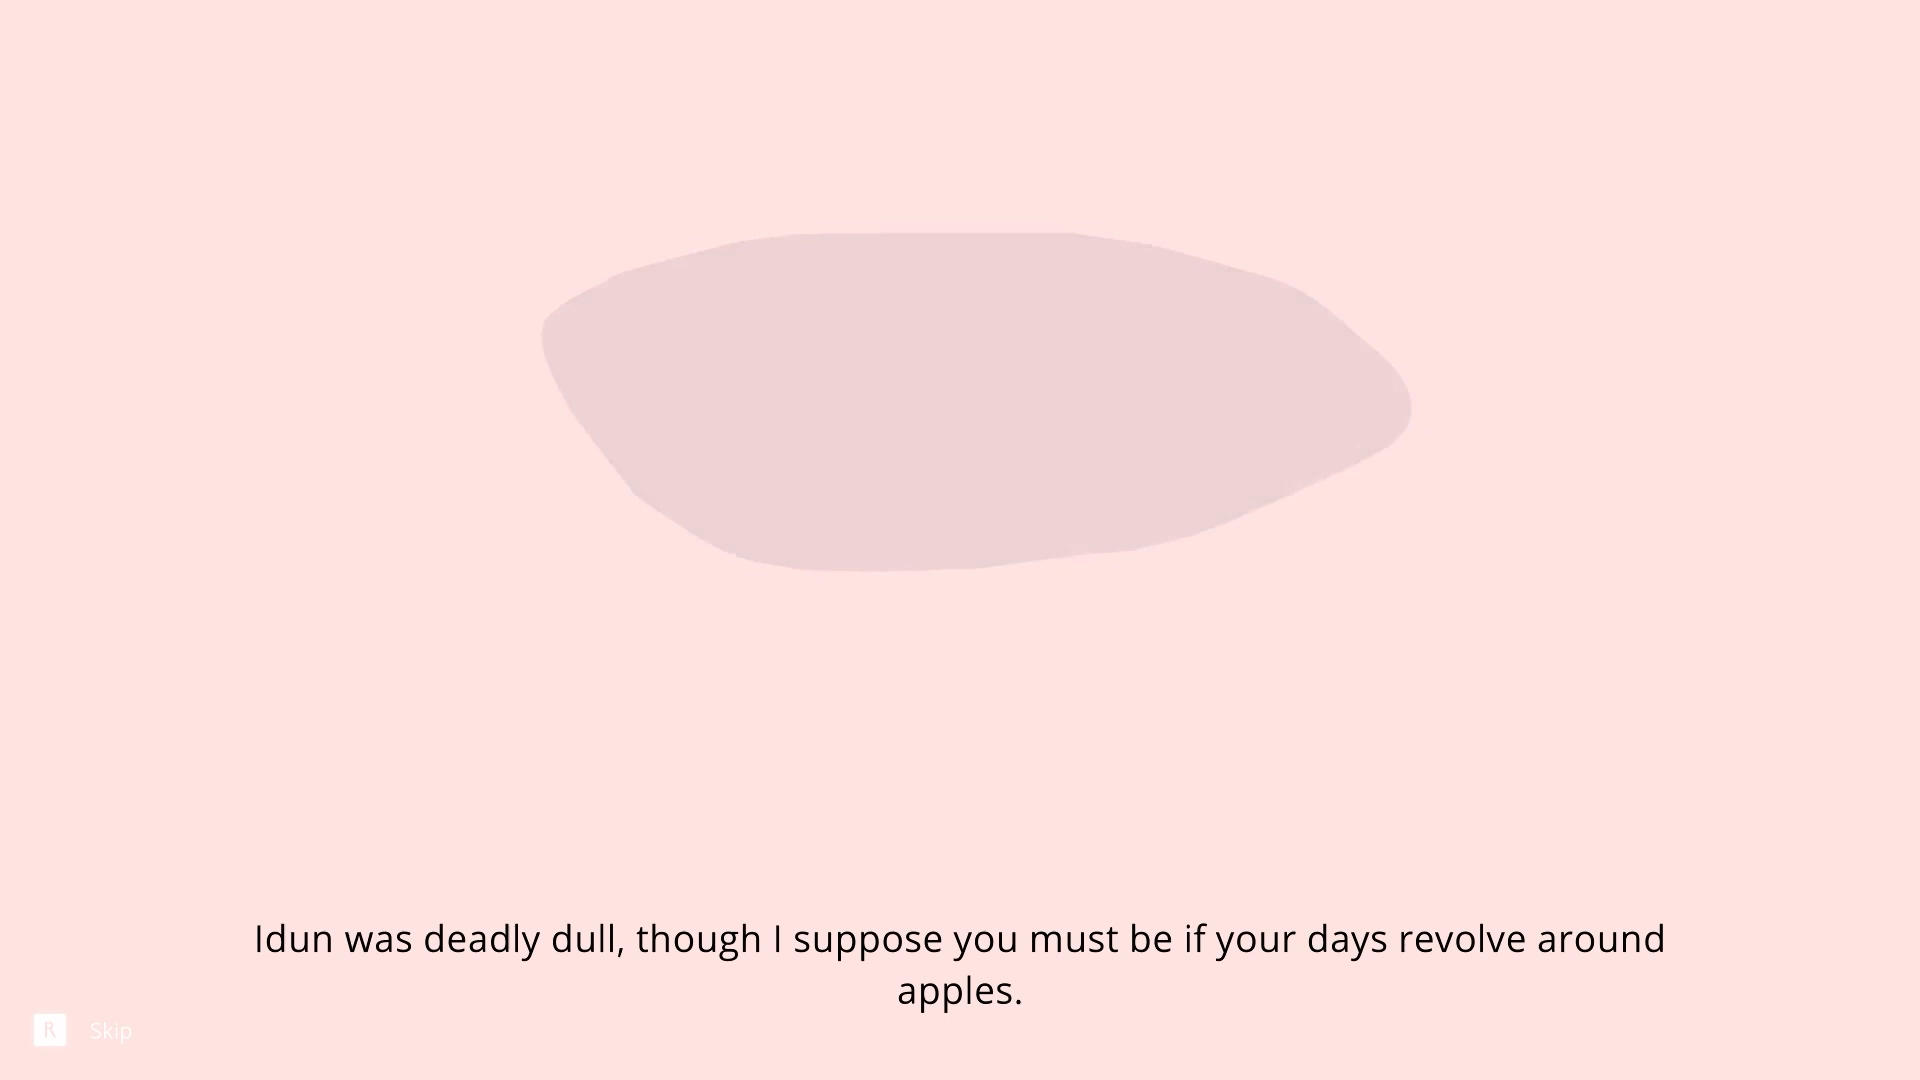 Idun was deadly dull, though I suppose you must be if your days revolve around
apples.
R Skip